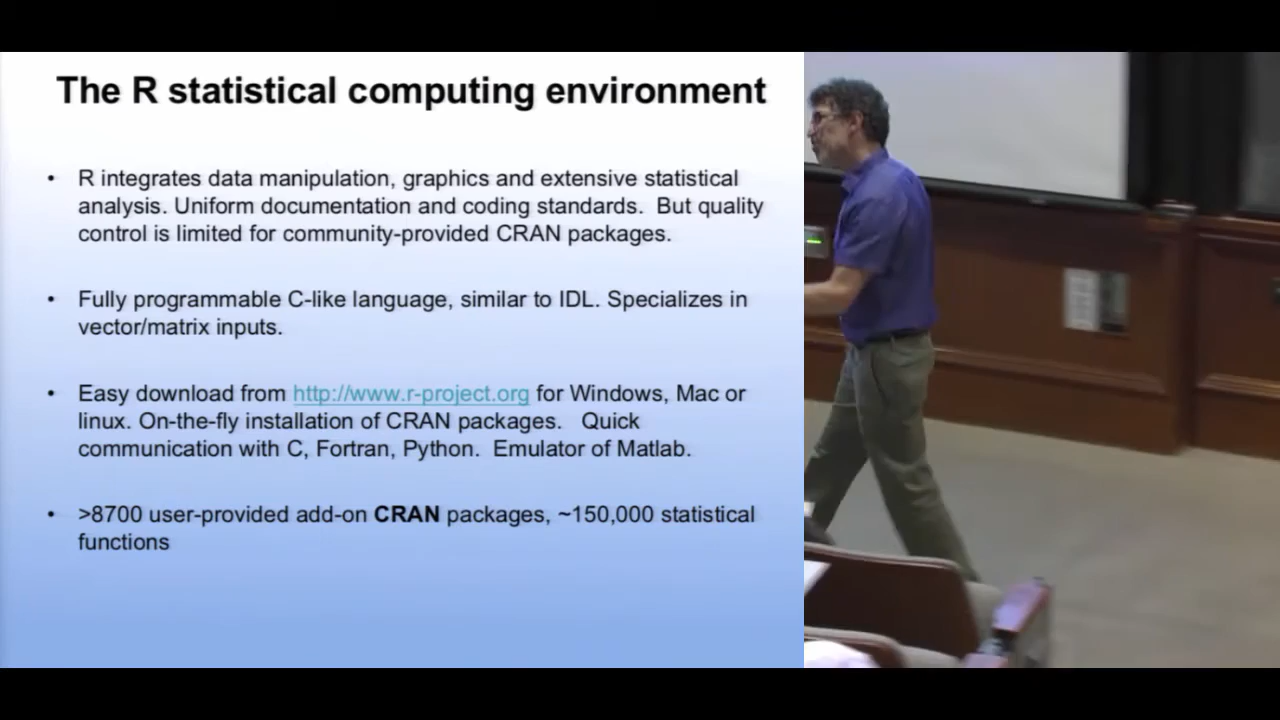 The R statistical computing environment
• R integrates data manipulation, graphics and extensive statistical
analysis. Uniform documentation and coding standards.  But quality
control is limited for community-provided CRAN packages.
• Fully programmable C-like language, similar to IDL. Specializes in
vector/matrix inputs.
• Easy download from http://www.r-project.org for Windows, Mac or
linux. On-the-fly installation of CRAN packages.   Quick
communication with C, Fortran, Python.  Emulator of Matlab.
• >8700 user-provided add-on CRAN packages, ~150,000 statistical
functions